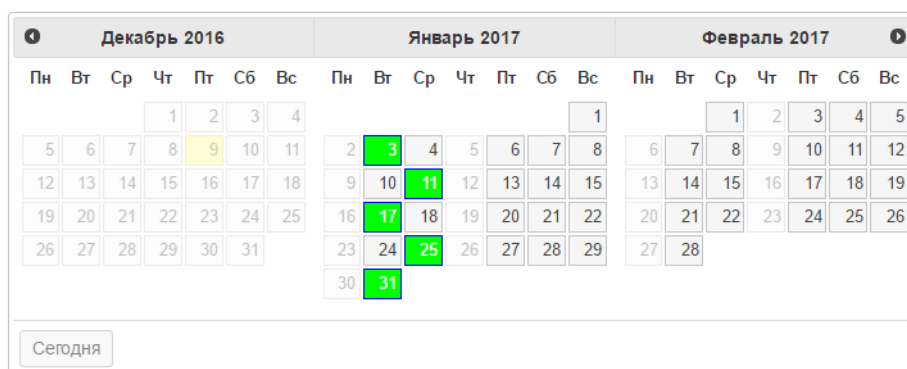 Декабрь 2016 Январь 2017 Февраль 2017
Пн Вт Ср Чт Пт Сб Вс Пн Вт Ср Чт Пт Сб Вс Пн Вт Ср Чт Пт Сб Вс
1 2 3 4 1 1 2 3 4 5
5 6 7 8 9 10 11 2 3 4 5 6 7 8 6 7 8 9 10 11 12
12 13 14 15 16 17 18 9 10 11 12 13 14 15 13 14 15 16 17 18 19
19 20 21 22 23 24 25 16 17 18 19 20 21 22 20 21 22 23 24 25 26
26 27 28 29 30 31 23 24 25 26 27 28 29 27 28
30 31
Сегодня